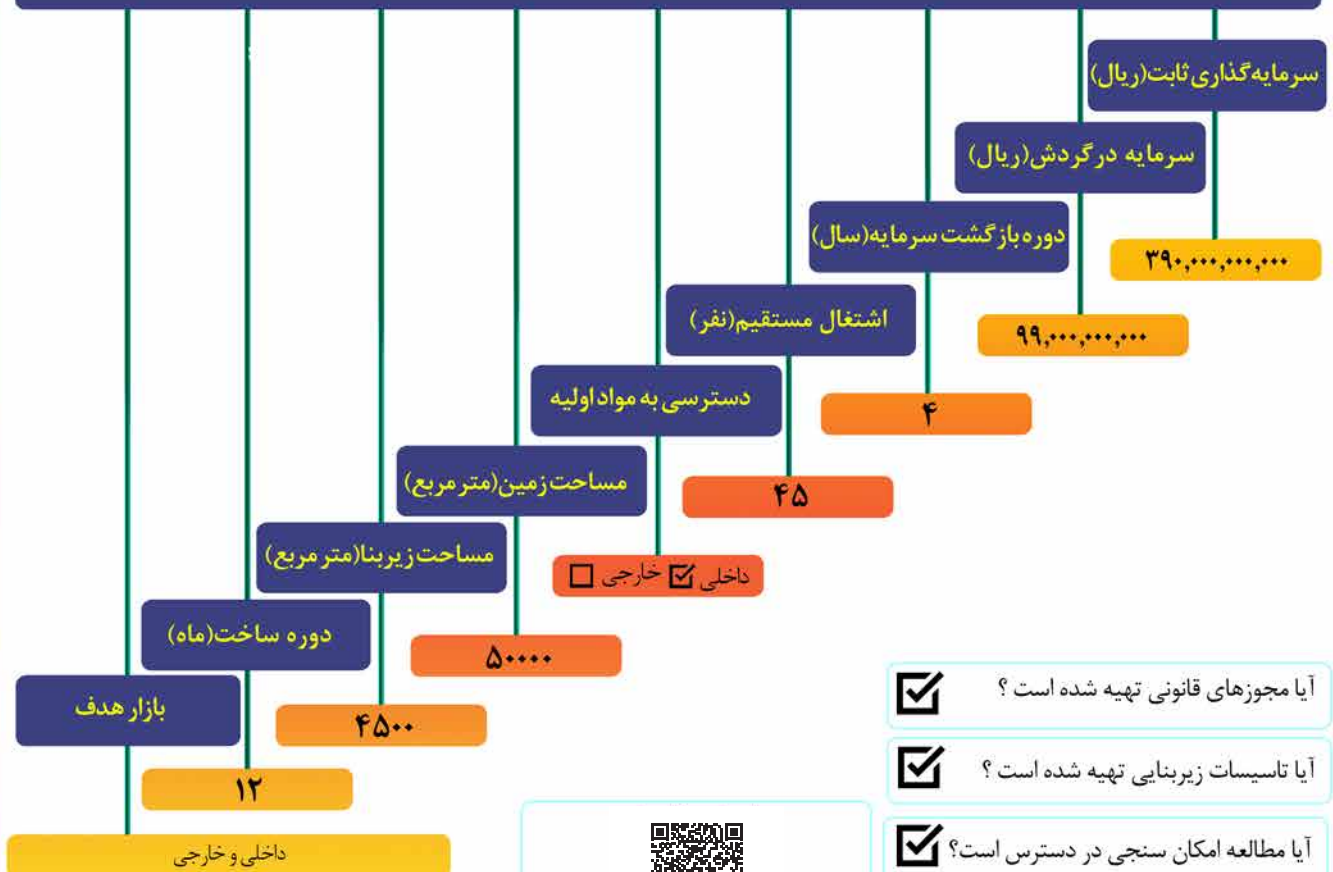 سرمایه‌گذاری ثابت(ریال)
۳۹۰,۰۰۰,۰۰۰,۰۰۰
سرمایه در گردش(ریال)
۹۹,۰۰۰,۰۰۰,۰۰۰
دوره بازگشت سرمایه(سال)
۴
اشتغال مستقیم(نفر)
۴۵
دسترسی به مواد اولیه
داخلی ☑ خارجی ☐
مساحت زمین(متر مربع)
۵۰۰۰۰
مساحت زیربنا(متر مربع)
۴۵۰۰
دوره ساخت(ماه)
۱۲
بازار هدف
داخلی و خارجی
آیا مجوزهای قانونی تهیه شده است ؟ ☑
آیا تاسیسات زیربنایی تهیه شده است ؟ ☑
آیا مطالعه امکان سنجی در دسترس است؟ ☑